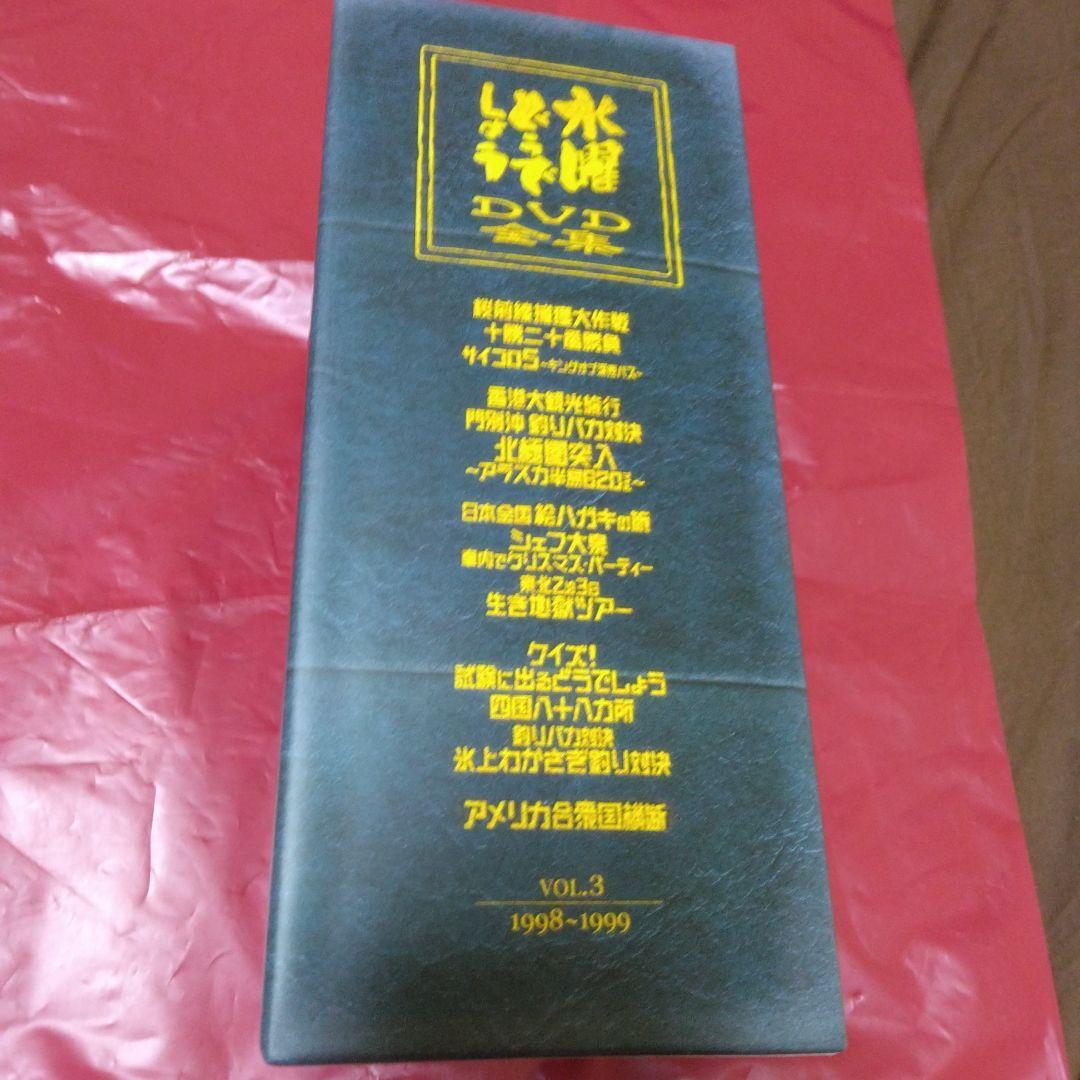 水曜
どうで
しょう
DVD
全集
桜前線捕獲大作戦
十勝二十番勝負
サイコロ5～キングオブ深夜バス～
香港大観光旅行
門別沖 釣りバカ対決
北極圏突入
～アラスカ半島620マイル～
日本全国 絵ハガキの旅
シェフ大泉
車内でクリスマス・パーティー
東北2泊3日
生き地獄ツアー
クイズ!
試験に出るどうでしょう
四国八十八カ所
釣りバカ対決
氷上わかさぎ釣り対決
アメリカ合衆国横断
VOL.3
1998~1999